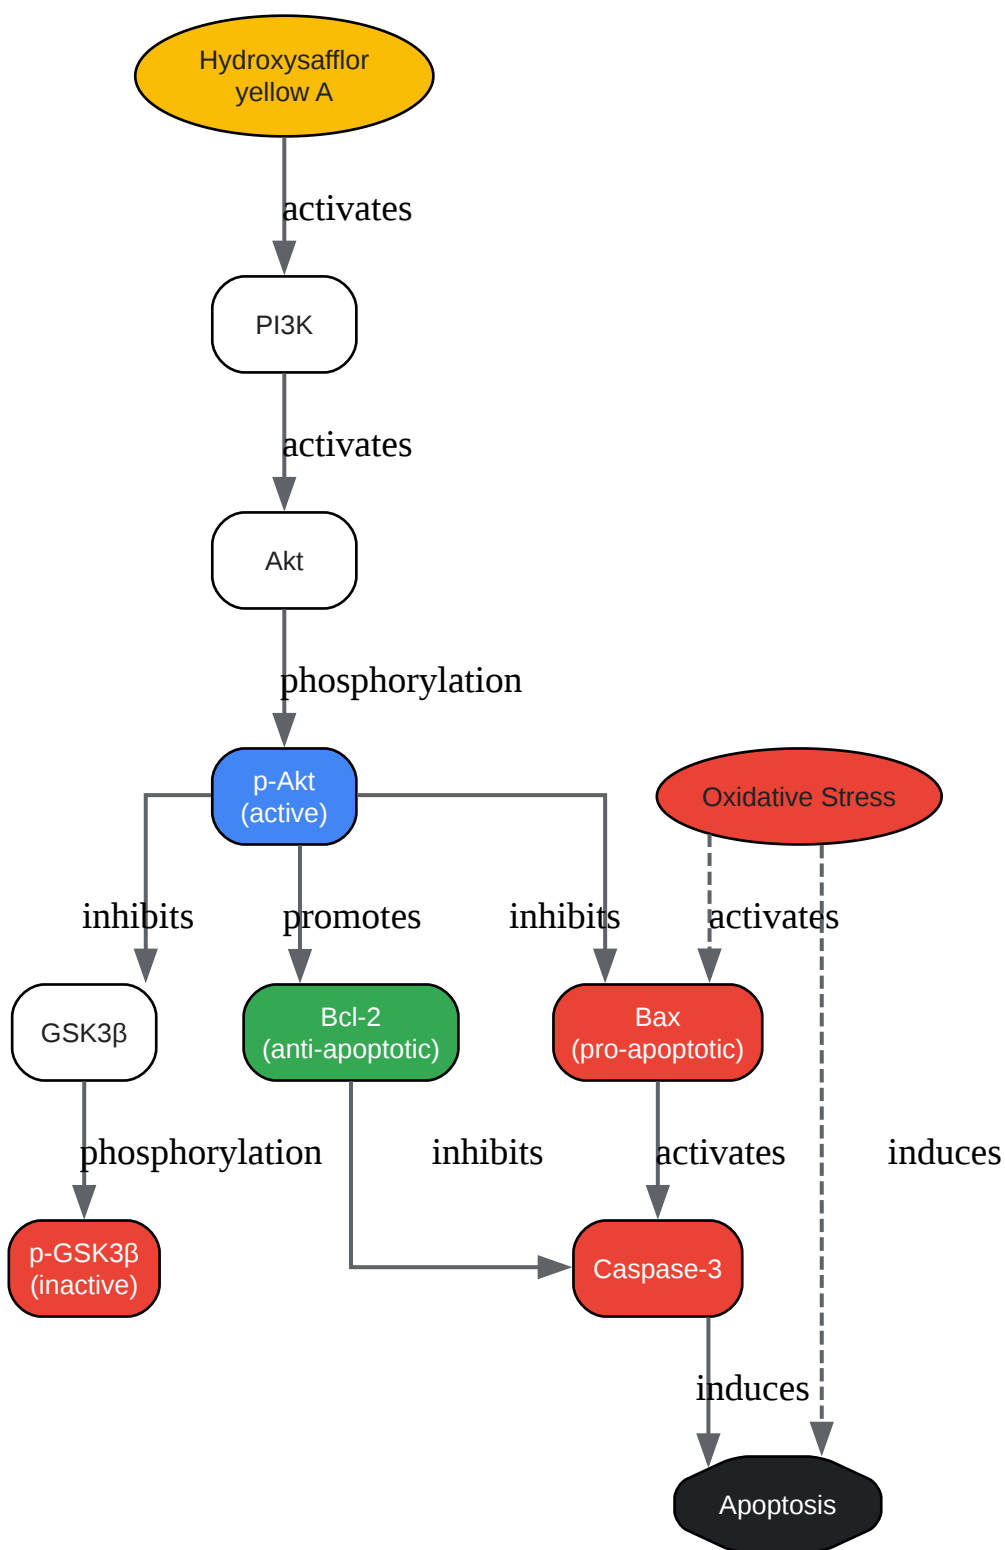 Hydroxysafflor
yellow A
activates
PI3K
activates
Akt
phosphorylation
p-Akt
(active)
Oxidative Stress
inhibits
promotes
inhibits
activates
GSK3β
Bcl-2
(anti-apoptotic)
Bax
(pro-apoptotic)
phosphorylation
inhibits
activates
induces
p-GSK3β
(inactive)
Caspase-3
induces
Apoptosis